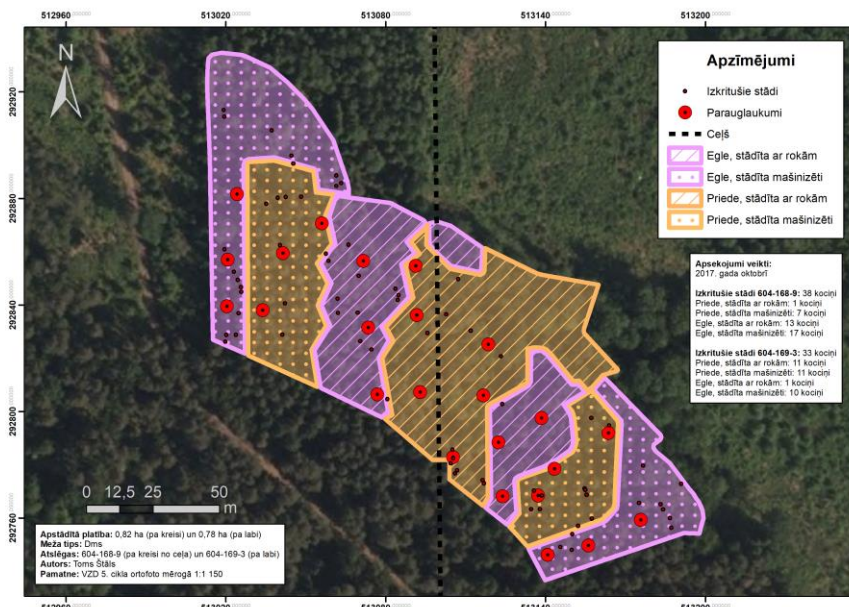 512960 513020 513080 513140 513200
N
292920
292880
292840
292800
292760
Apzīmējumi
Izkritušie stādi
Parauglaukumi
Ceļš
Egle, stādīta ar rokām
Egle, stādīta mašinizēti
Priede, stādīta ar rokām
Priede, stādīta mašinizēti
Apsekojumi veikti:
2017. gada oktobrī
Izkritušie stādi 604-168-9: 38 kociņi
Priede, stādīta ar rokām: 1 kociņi
Priede, stādīta mašinizēti: 7 kociņi
Egle, stādīta ar rokām: 13 kociņi
Egle, stādīta mašinizēti: 17 kociņi
Izkritušie stādi 604-169-3: 33 kociņi
Priede, stādīta ar rokām: 11 kociņi
Priede, stādīta mašinizēti: 11 kociņi
Egle, stādīta ar rokām: 1 kociņi
Egle, stādīta mašinizēti: 10 kociņi
0 12,5 25 50
m
Apstādītā platība: 0,82 ha (pa kreisi) un 0,78 ha (pa labi)
Meža tips: Dms
Atslēgas: 604-168-9 (pa kreisi no ceļa) un 604-169-3 (pa labi)
Autors: Toms Štāls
Pamatne: VZD 5. cikla ortofoto mērogā 1:1 150
512960 513020 513080 513140 513200